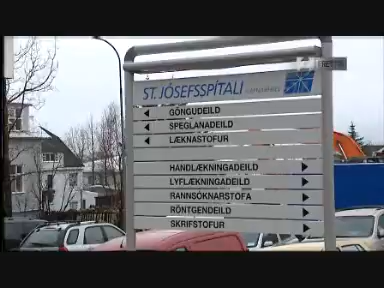 ST. JÓSEFSSPÍTALI
GÖNGUDEILD
SPEGLANADEILD
LÆKNASTOFUR
HANDLÆKNINGADEILD
LYFLÆKNINGADEILD
RANNSÓKNARSTOFA
RÖNTGENDEILD
SKRIFSTOFUR